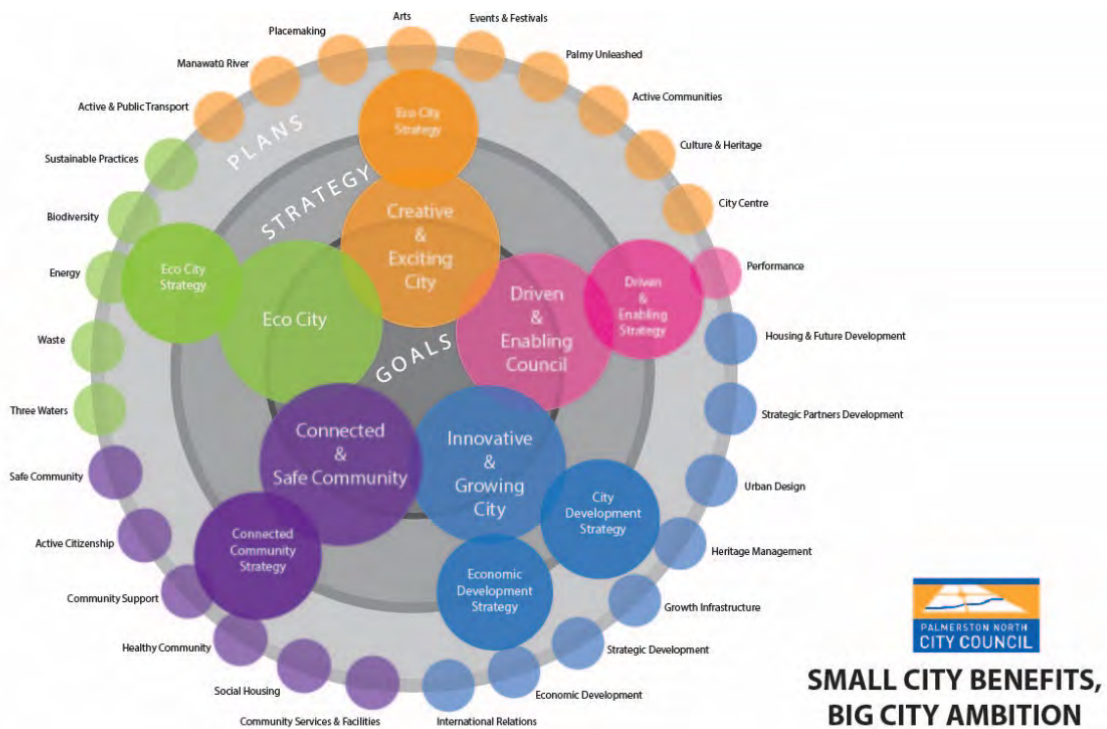 Arts
Events & Festivals
Placemaking
Palmy Unleashed
Manawatū River
Active Communities
Active & Public Transport
Culture & Heritage
Sustainable Practices
City Centre
Biodiversity
Performance
Energy
Housing & Future Development
Waste
Strategic Partners Development
Three Waters
Urban Design
Safe Community
Heritage Management
Active Citizenship
Growth Infrastructure
Community Support
Strategic Development
Healthy Community
Economic Development
Social Housing
International Relations
Community Services & Facilities
PLANS
STRATEGY
GOALS
Eco City
Strategy
Creative
&
Exciting
City
Eco City
Strategy
Eco City
Driven
&
Enabling
Council
Driven
&
Enabling
Strategy
Connected
&
Safe Community
Connected
Community
Strategy
Innovative
&
Growing
City
City
Development
Strategy
Economic
Development
Strategy
PALMERSTON NORTH
CITY COUNCIL
SMALL CITY BENEFITS,
BIG CITY AMBITION